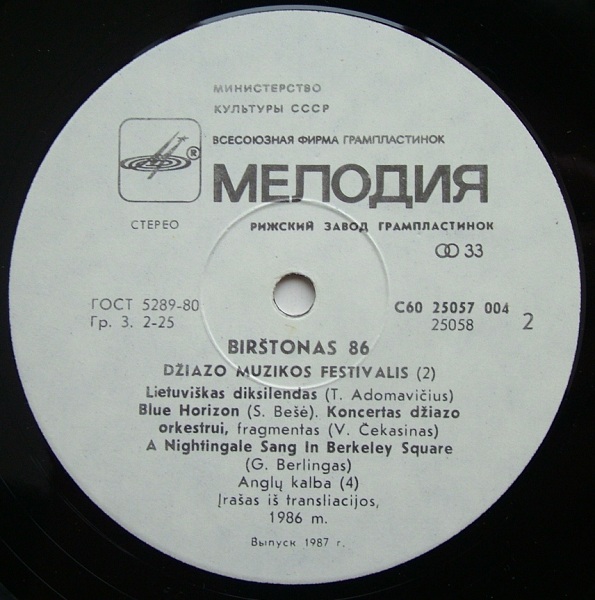 МИНИСТЕРСТВО
КУЛЬТУРЫ СССР
ВСЕСОЮЗНАЯ ФИРМА ГРАМПЛАСТИНОК
®
МЕЛОДИЯ
СТЕРЕО
РИЖСКИЙ ЗАВОД ГРАМПЛАСТИНОК
33
ГОСТ 5289-80
Гр. 3. 2-25
С60 25057 004
25058
2
BIRŠTONAS 86
DŽIAZO MUZIKOS FESTIVALIS (2)
Lietuviškas diksilendas (T. Adomavičius)
Blue Horizon (S. Bešė). Koncertas džiazo
orkestrui, fragmentas (V. Čekasinas)
A Nightingale Sang In Berkeley Square
(G. Berlingas)
Anglų kalba (4)
Įrašas iš transliacijos,
1986 m.
Выпуск 1987 г.